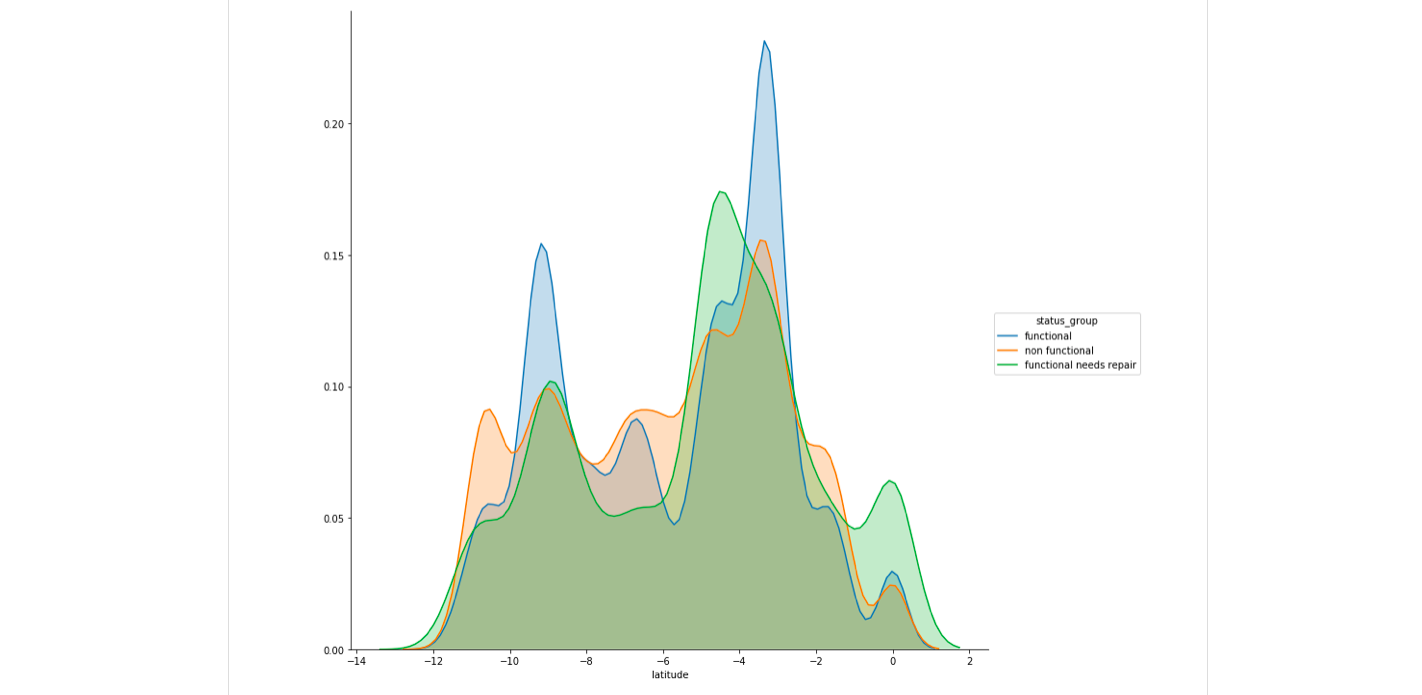 0.20
0.15
0.10
0.05
0.00
−14 −12 −10 −8 −6 −4 −2 0 2
latitude
status_group
functional
non functional
functional needs repair